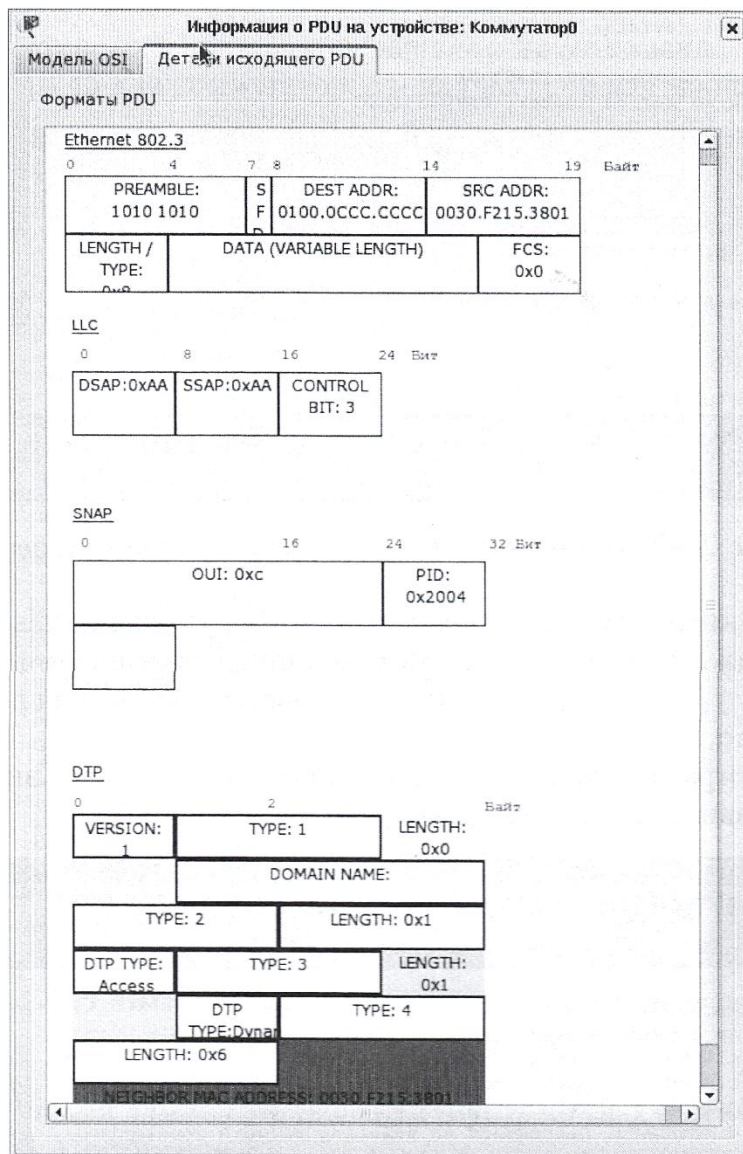 Информация о PDU на устройстве: Коммутатор0
Модель OSI Детали исходящего PDU
Форматы PDU
Ethernet 802.3
0 4 7 8 14 19 Байт
PREAMBLE: 1010 1010
SFD
DEST ADDR: 0100.0CCC.CCCC
SRC ADDR: 0030.F215.3801
LENGTH / TYPE:
DATA (VARIABLE LENGTH)
FCS: 0x0
LLC
0 8 16 24 Бит
DSAP:0xAA SSAP:0xAA CONTROL BIT: 3
SNAP
0 16 24 32 Бит
OUI: 0xc PID: 0x2004
DTP
0 2 Байт
VERSION: 1 TYPE: 1 LENGTH: 0x0
DOMAIN NAME:
TYPE: 2 LENGTH: 0x1
DTP TYPE: Access TYPE: 3 LENGTH: 0x1
DTP TYPE:Dynar TYPE: 4
LENGTH: 0x6
NEIGHBOR MAC ADDRESS: 0030.F215.3801